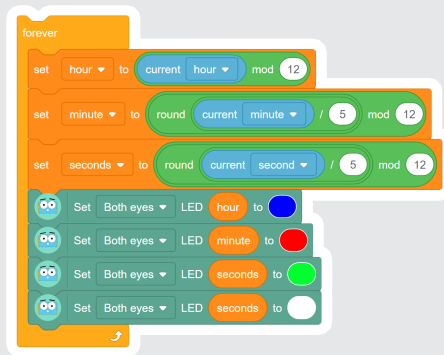 forever
set hour to current hour mod 12
set minute to round current minute / 5 mod 12
set seconds to round current second / 5 mod 12
Set Both eyes LED hour to
Set Both eyes LED minute to
Set Both eyes LED seconds to
Set Both eyes LED seconds to